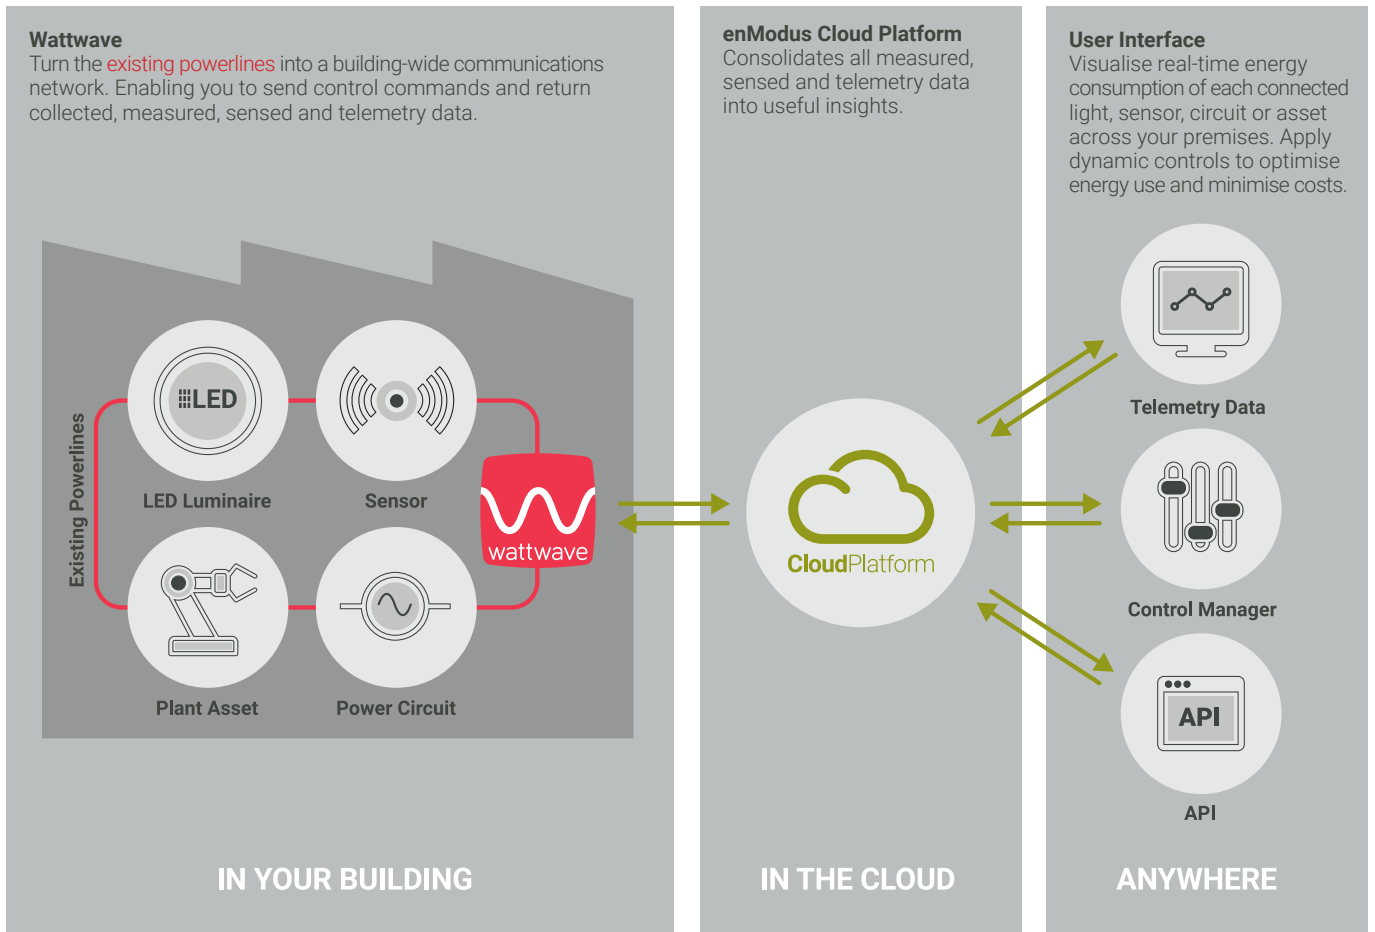 Wattwave
Turn the existing powerlines into a building-wide communications
network. Enabling you to send control commands and return
collected, measured, sensed and telemetry data.
Existing Powerlines
LED
LED Luminaire
Sensor
wattwave
Plant Asset
Power Circuit
IN YOUR BUILDING
enModus Cloud Platform
Consolidates all measured,
sensed and telemetry data
into useful insights.
CloudPlatform
IN THE CLOUD
User Interface
Visualise real-time energy
consumption of each connected
light, sensor, circuit or asset
across your premises. Apply
dynamic controls to optimise
energy use and minimise costs.
Telemetry Data
Control Manager
API
API
ANYWHERE